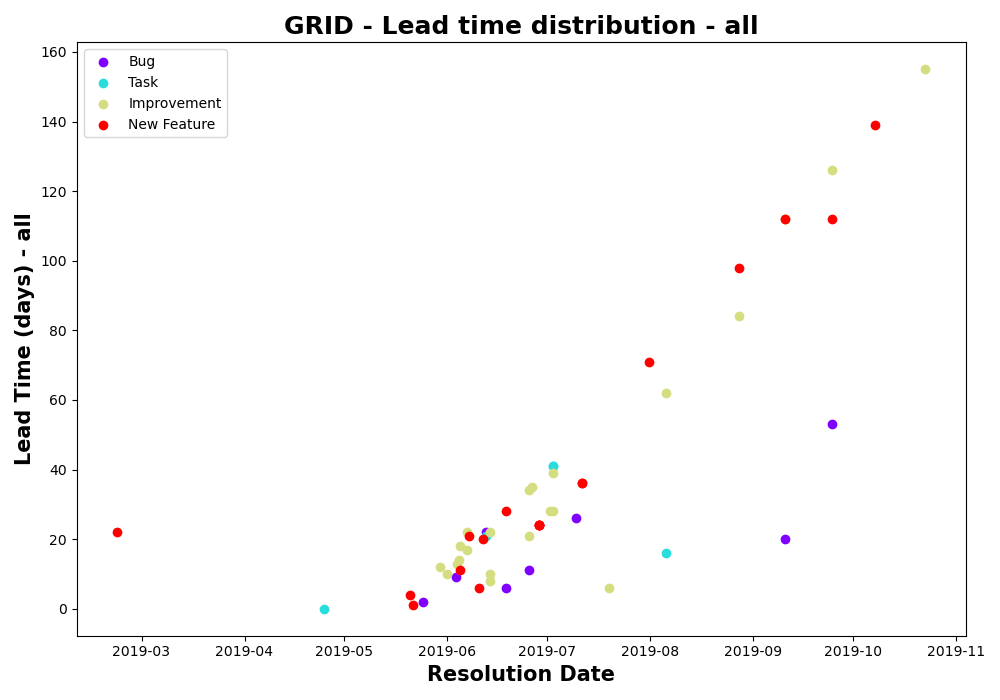 GRID - Lead time distribution - all
Bug
Task
Improvement
New Feature
Lead Time (days) - all
160
140
120
100
80
60
40
20
0
2019-03 2019-04 2019-05 2019-06 2019-07 2019-08 2019-09 2019-10 2019-11
Resolution Date